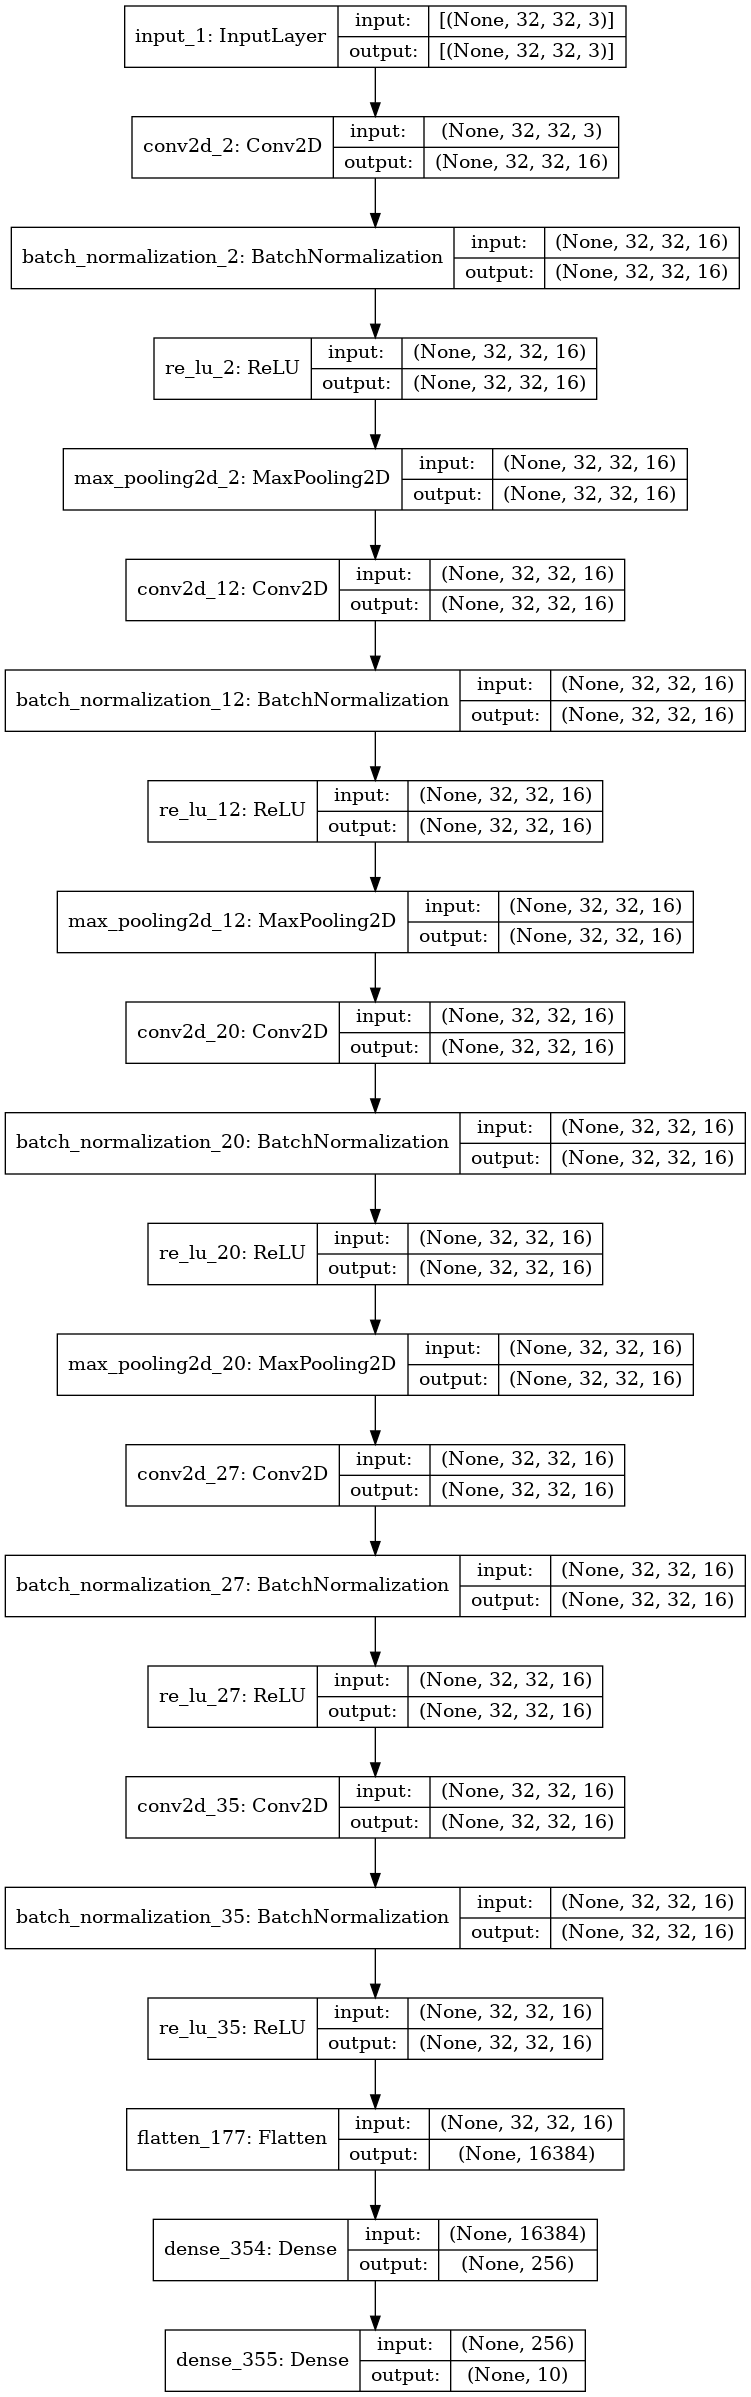 input_1: InputLayer
input: [(None, 32, 32, 3)]
output: [(None, 32, 32, 3)]
conv2d_2: Conv2D
input: (None, 32, 32, 3)
output: (None, 32, 32, 16)
batch_normalization_2: BatchNormalization
input: (None, 32, 32, 16)
output: (None, 32, 32, 16)
re_lu_2: ReLU
input: (None, 32, 32, 16)
output: (None, 32, 32, 16)
max_pooling2d_2: MaxPooling2D
input: (None, 32, 32, 16)
output: (None, 32, 32, 16)
conv2d_12: Conv2D
input: (None, 32, 32, 16)
output: (None, 32, 32, 16)
batch_normalization_12: BatchNormalization
input: (None, 32, 32, 16)
output: (None, 32, 32, 16)
re_lu_12: ReLU
input: (None, 32, 32, 16)
output: (None, 32, 32, 16)
max_pooling2d_12: MaxPooling2D
input: (None, 32, 32, 16)
output: (None, 32, 32, 16)
conv2d_20: Conv2D
input: (None, 32, 32, 16)
output: (None, 32, 32, 16)
batch_normalization_20: BatchNormalization
input: (None, 32, 32, 16)
output: (None, 32, 32, 16)
re_lu_20: ReLU
input: (None, 32, 32, 16)
output: (None, 32, 32, 16)
max_pooling2d_20: MaxPooling2D
input: (None, 32, 32, 16)
output: (None, 32, 32, 16)
conv2d_27: Conv2D
input: (None, 32, 32, 16)
output: (None, 32, 32, 16)
batch_normalization_27: BatchNormalization
input: (None, 32, 32, 16)
output: (None, 32, 32, 16)
re_lu_27: ReLU
input: (None, 32, 32, 16)
output: (None, 32, 32, 16)
conv2d_35: Conv2D
input: (None, 32, 32, 16)
output: (None, 32, 32, 16)
batch_normalization_35: BatchNormalization
input: (None, 32, 32, 16)
output: (None, 32, 32, 16)
re_lu_35: ReLU
input: (None, 32, 32, 16)
output: (None, 32, 32, 16)
flatten_177: Flatten
input: (None, 32, 32, 16)
output: (None, 16384)
dense_354: Dense
input: (None, 16384)
output: (None, 256)
dense_355: Dense
input: (None, 256)
output: (None, 10)